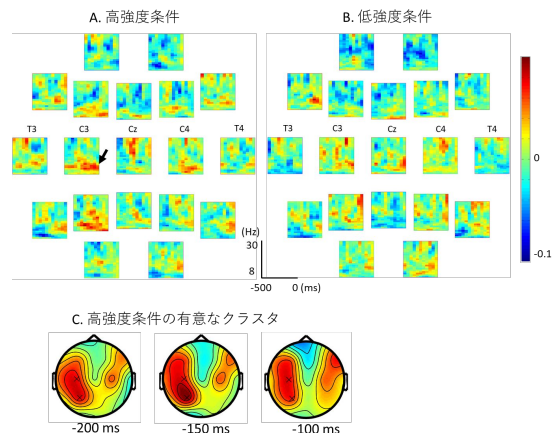 A. 高強度条件
B. 低強度条件
T3 C3 Cz C4 T4
T3 C3 Cz C4 T4
0
-0.1
(Hz)
30
8
-500 0 (ms)
C. 高強度条件の有意なクラスタ
-200 ms
-150 ms
-100 ms